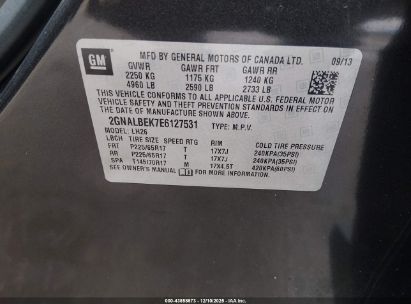 GM
MFD BY GENERAL MOTORS OF CANADA LTD. 09/13
GVWR GAWR FRT GAWR RR
2250 KG 1175 KG 1240 KG
4960 LB 2590 LB 2733 LB
THIS VEHICLE CONFORMS TO ALL APPLICABLE U.S. FEDERAL MOTOR
VEHICLE SAFETY AND THEFT PREVENTION STANDARDS IN EFFECT ON
THE DATE OF MANUFACTURE SHOWN ABOVE.
2GNALBEK7E6127531 TYPE: M.P.V.
MODEL: LH26
TIRE SIZE SPEED RTG RIM COLD TIRE PRESSURE
FRT P225/65R17 T 17X7J 240KPA(35PSI)
RR P225/65R17 T 17X7J 240KPA(35PSI)
SPA T145/70R17 M 17X4.5T 420KPA(60PSI)
SEE OWNER'S MANUAL FOR MORE INFORMATION.